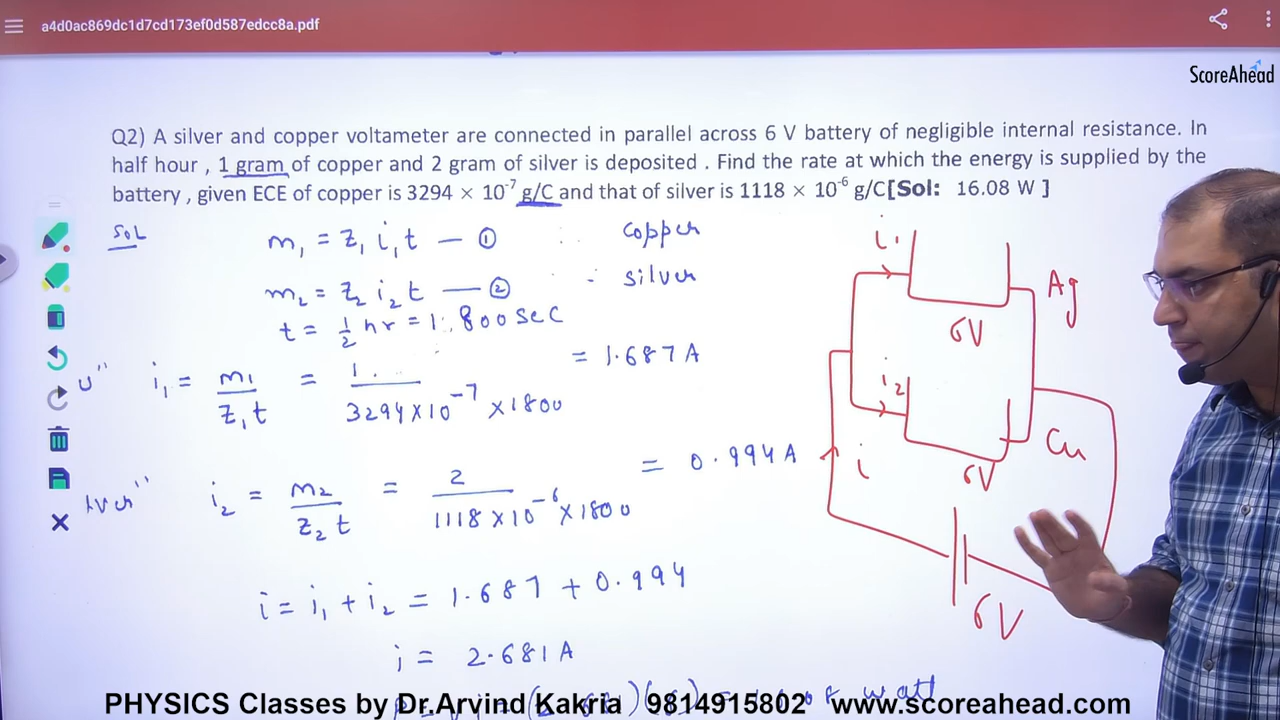 a4d0ac869dc1d7cd173ef0d587edcc8a.pdf
ScoreAhead
Q2) A silver and copper voltameter are connected in parallel across 6 V battery of negligible internal resistance. In
half hour , 1 gram of copper and 2 gram of silver is deposited . Find the rate at which the energy is supplied by the
battery , given ECE of copper is 3294 × 10⁻⁷ g/C and that of silver is 1118 × 10⁻⁶ g/C[Sol: 16.08 W ]
SOL
m₁ = Z₁ i₁ t — ① copper
m₂ = Z₂ i₂ t — ② silver
t = 1/2 hr = 1800 sec
i₁ = m₁/Z₁t = 1/3294×10⁻⁷×1800 = 1.687 A
i₂ = m₂/Z₂t = 2/1118×10⁻⁶×1800 = 0.994 A
i = i₁ + i₂ = 1.687 + 0.994
i = 2.681 A
watt
i₁
Ag
6V
i₂
Cu
6V
i
6V
PHYSICS Classes by Dr.Arvind Kakria 9814915802 www.scoreahead.com